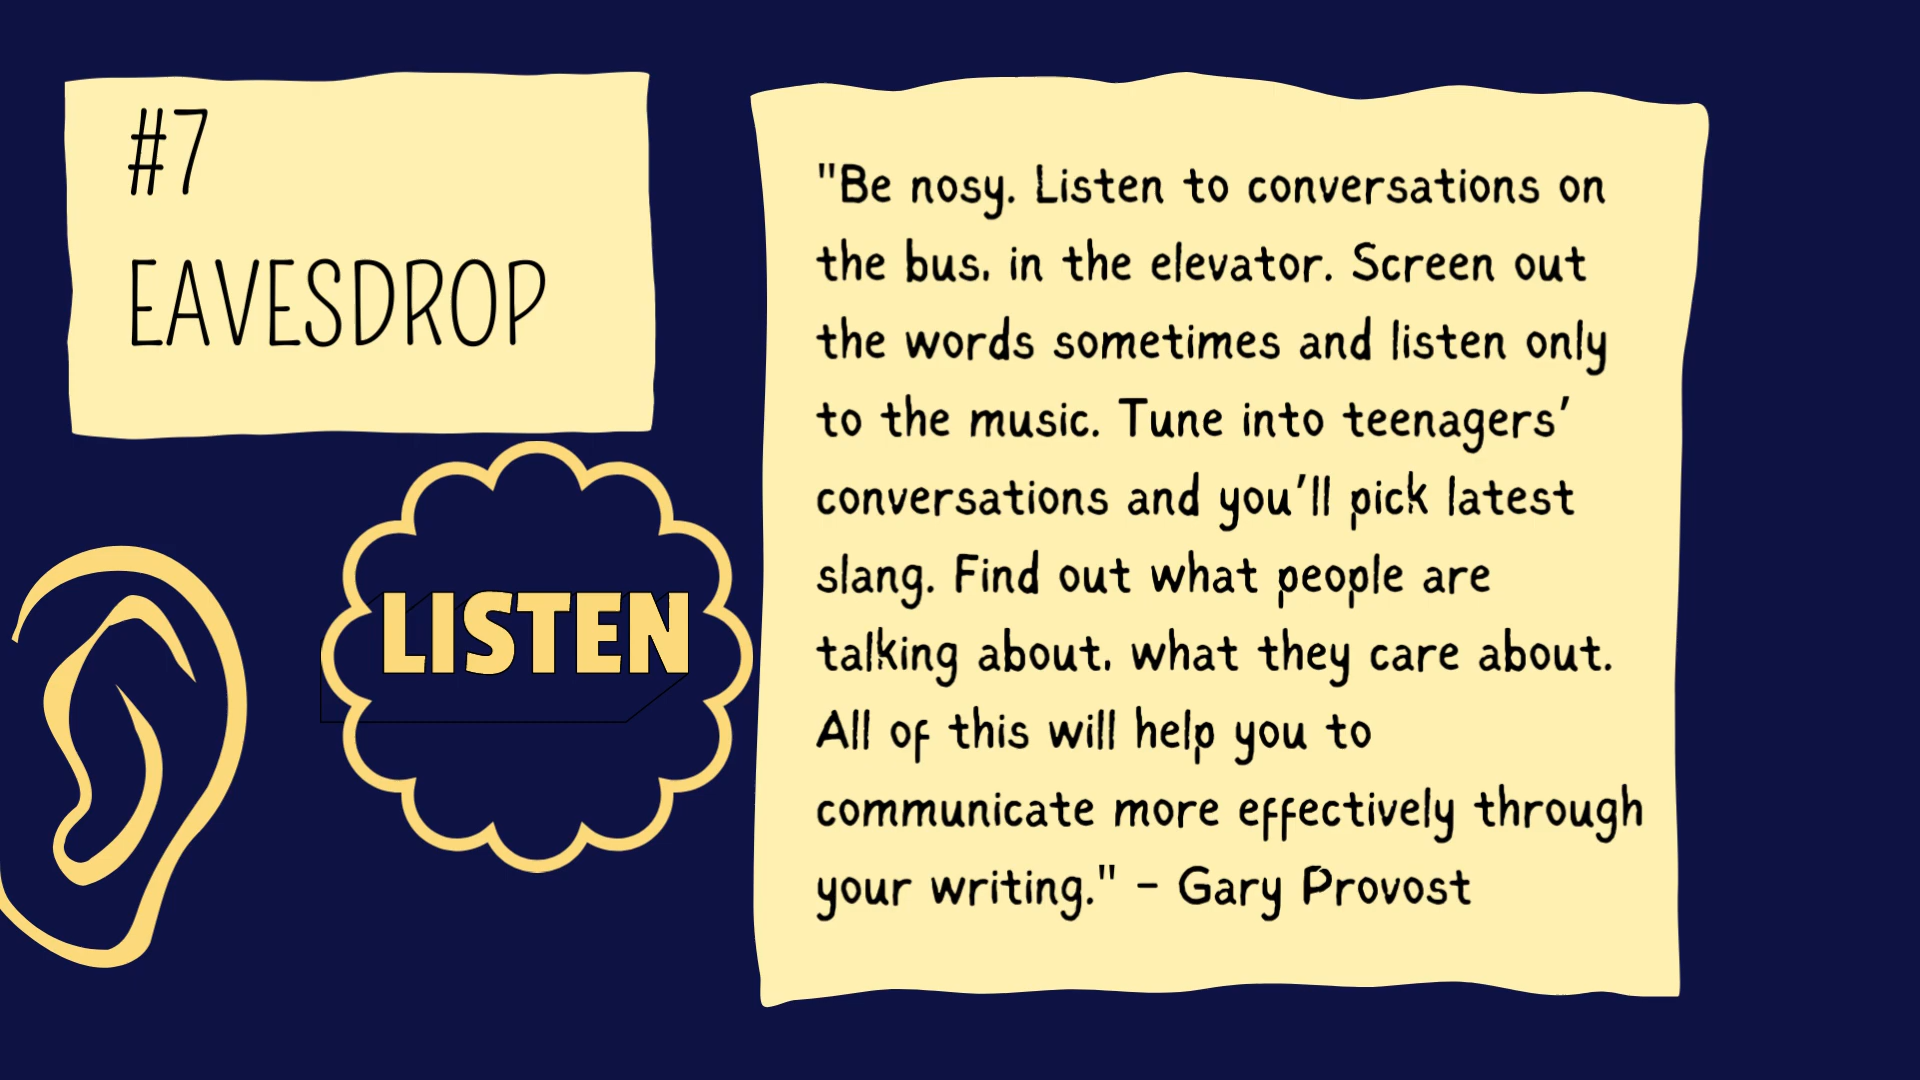 #7
EAVESDROP
LISTEN
"Be nosy. Listen to conversations on
the bus, in the elevator. Screen out
the words sometimes and listen only
to the music. Tune into teenagers’
conversations and you’ll pick latest
slang. Find out what people are
talking about, what they care about.
All of this will help you to
communicate more effectively through
your writing." - Gary Provost